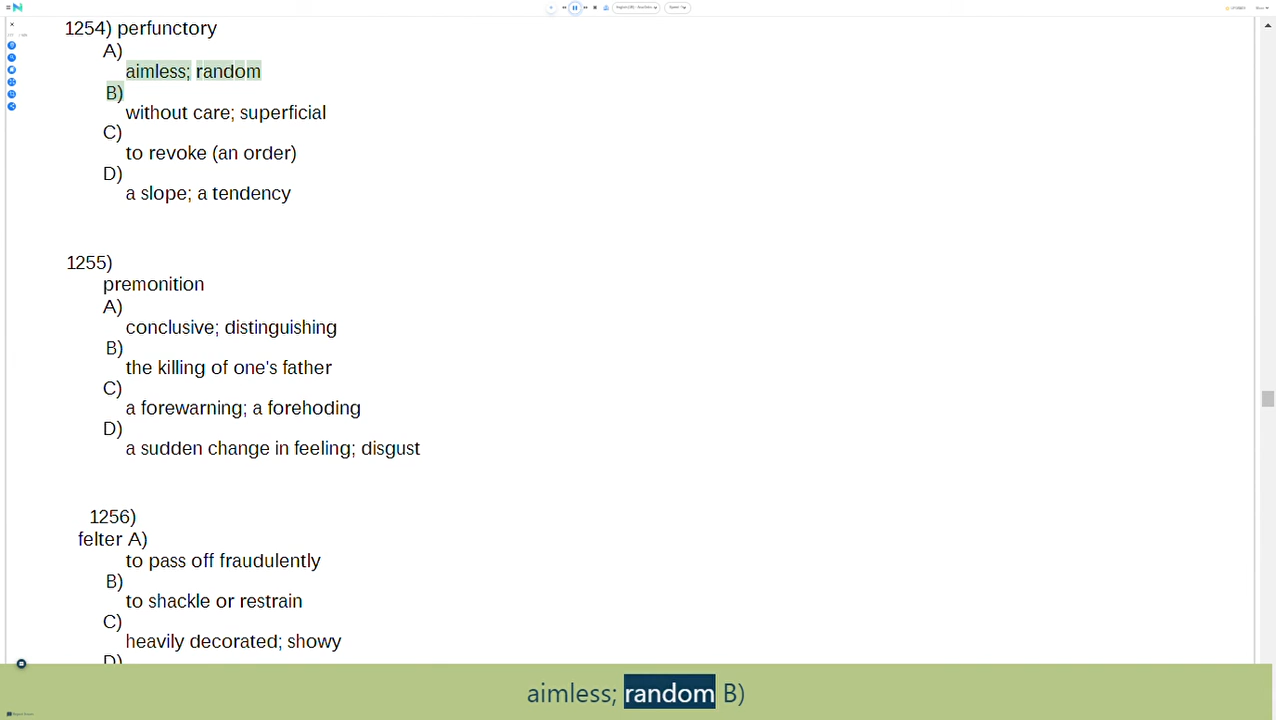 1254) perfunctory
A)
aimless; random
B)
without care; superficial
C)
to revoke (an order)
D)
a slope; a tendency
1255)
premonition
A)
conclusive; distinguishing
B)
the killing of one's father
C)
a forewarning; a forehoding
D)
a sudden change in feeling; disgust
1256)
felter A)
to pass off fraudulently
B)
to shackle or restrain
C)
heavily decorated; showy
D)
aimless; random B)